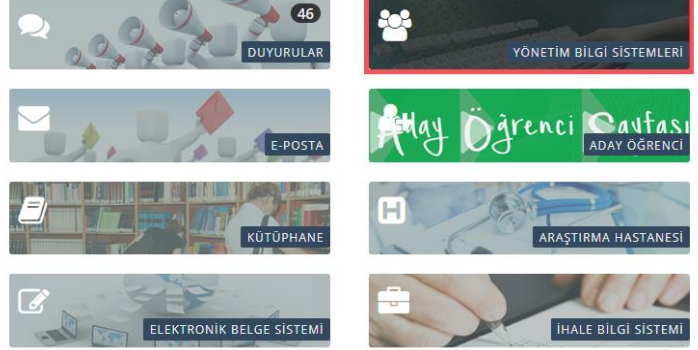 46
DUYURULAR
YÖNETİM BİLGİ SİSTEMLERİ
E-POSTA
Aday Öğrenci Sayfası
ADAY ÖĞRENCİ
KÜTÜPHANE
H
ARAŞTIRMA HASTANESİ
ELEKTRONİK BELGE SİSTEMİ
İHALE BİLGİ SİSTEMİ